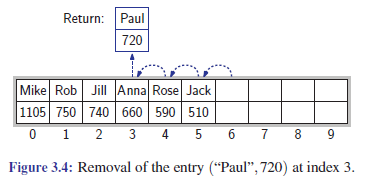 Return: Paul
720
Mike Rob Jill Anna Rose Jack
1105 750 740 660 590 510
0 1 2 3 4 5 6 7 8 9
Figure 3.4: Removal of the entry (“Paul”, 720) at index 3.